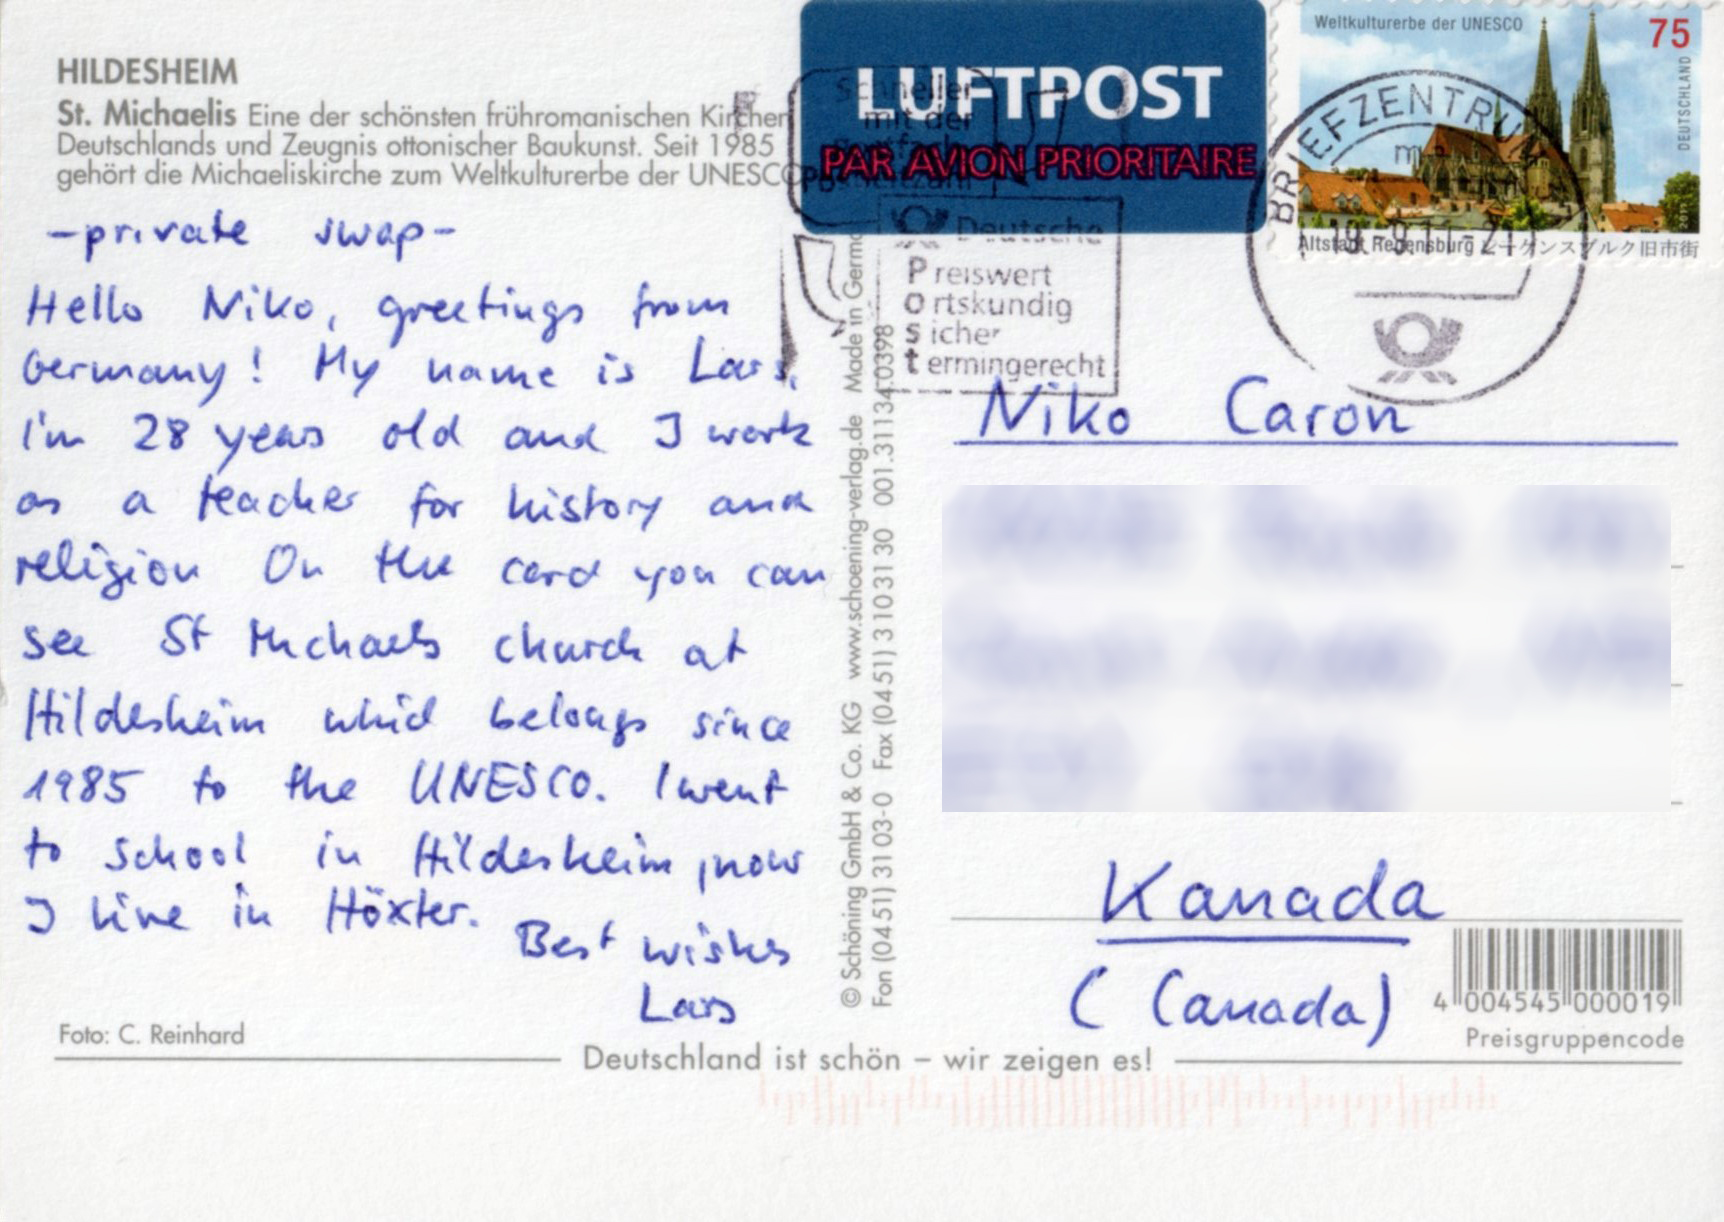 HILDESHEIM
St. Michaelis Eine der schönsten frühromanischen Kirchen
Deutschlands und Zeugnis ottonischer Baukunst. Seit 1985
gehört die Michaeliskirche zum Weltkulturerbe der UNESCO
-private swap-
Hello Niko, greetings from
Germany! My name is Lars,
I'm 28 years old and I work
as a teacher for history and
religion On the card you can
see St Michaels church at
Hildesheim which belongs since
1985 to the UNESCO. I went
to school in Hildesheim, now
I live in Höxter.
Best wishes
Lars
Foto: C. Reinhard
Deutschland ist schön – wir zeigen es!
© Schöning GmbH & Co. KG www.schoening-verlag.de Made in Germ
Fon (04 51) 31 03-0 Fax (04 51) 3 10 31 30 001.31134.0398
LUFTPOST
PAR AVION PRIORITAIRE
Schneller
mit der
Deutsche
Preiswert
Ortskundig
Sicher
termingerecht
Weltkulturerbe der UNESCO
75
DEUTSCHLAND
2011
Altstadt Regensburg レーゲンスブルク旧市街
BRIEFZENTRUM
19.-9.11-21
Niko Caron
Kanada
(Canada)
4 004545 000019
Preisgruppencode